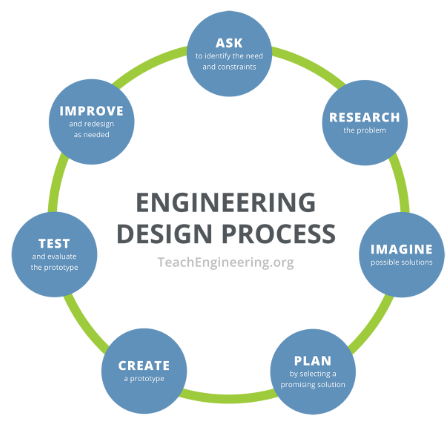 ASK
to identify the need
and constraints
RESEARCH
the problem
IMAGINE
possible solutions
PLAN
by selecting a
promising solution
CREATE
a prototype
TEST
and evaluate
the prototype
IMPROVE
and redesign
as needed
ENGINEERING
DESIGN PROCESS
TeachEngineering.org